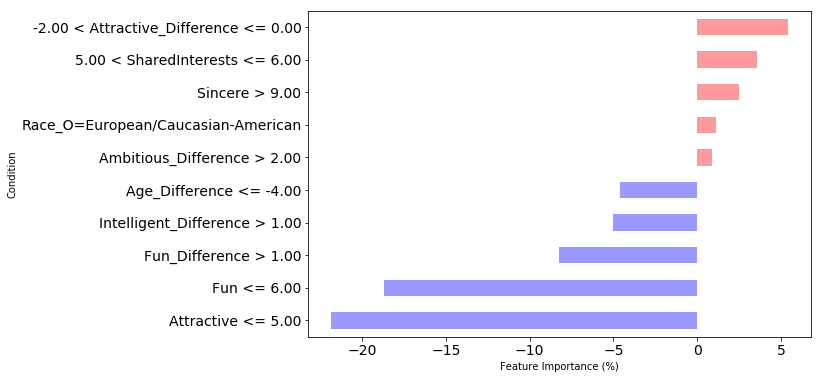 -2.00 < Attractive_Difference <= 0.00
5.00 < SharedInterests <= 6.00
Sincere > 9.00
Race_O=European/Caucasian-American
Ambitious_Difference > 2.00
Age_Difference <= -4.00
Intelligent_Difference > 1.00
Fun_Difference > 1.00
Fun <= 6.00
Attractive <= 5.00
Condition
−20 −15 −10 −5 0 5
Feature Importance (%)